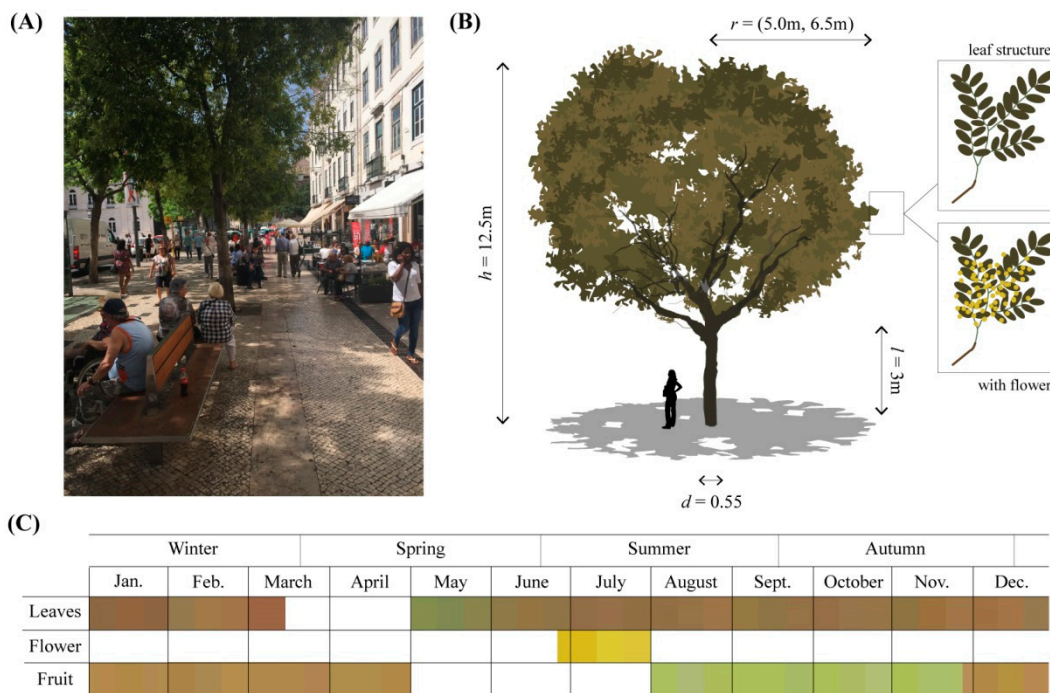 (A)
(B)
r = (5.0m, 6.5m)
leaf structure
h = 12.5m
l = 3m
with flower
d = 0.55
(C)
Winter Spring Summer Autumn
Jan. Feb. March April May June July August Sept. October Nov. Dec.
Leaves
Flower
Fruit